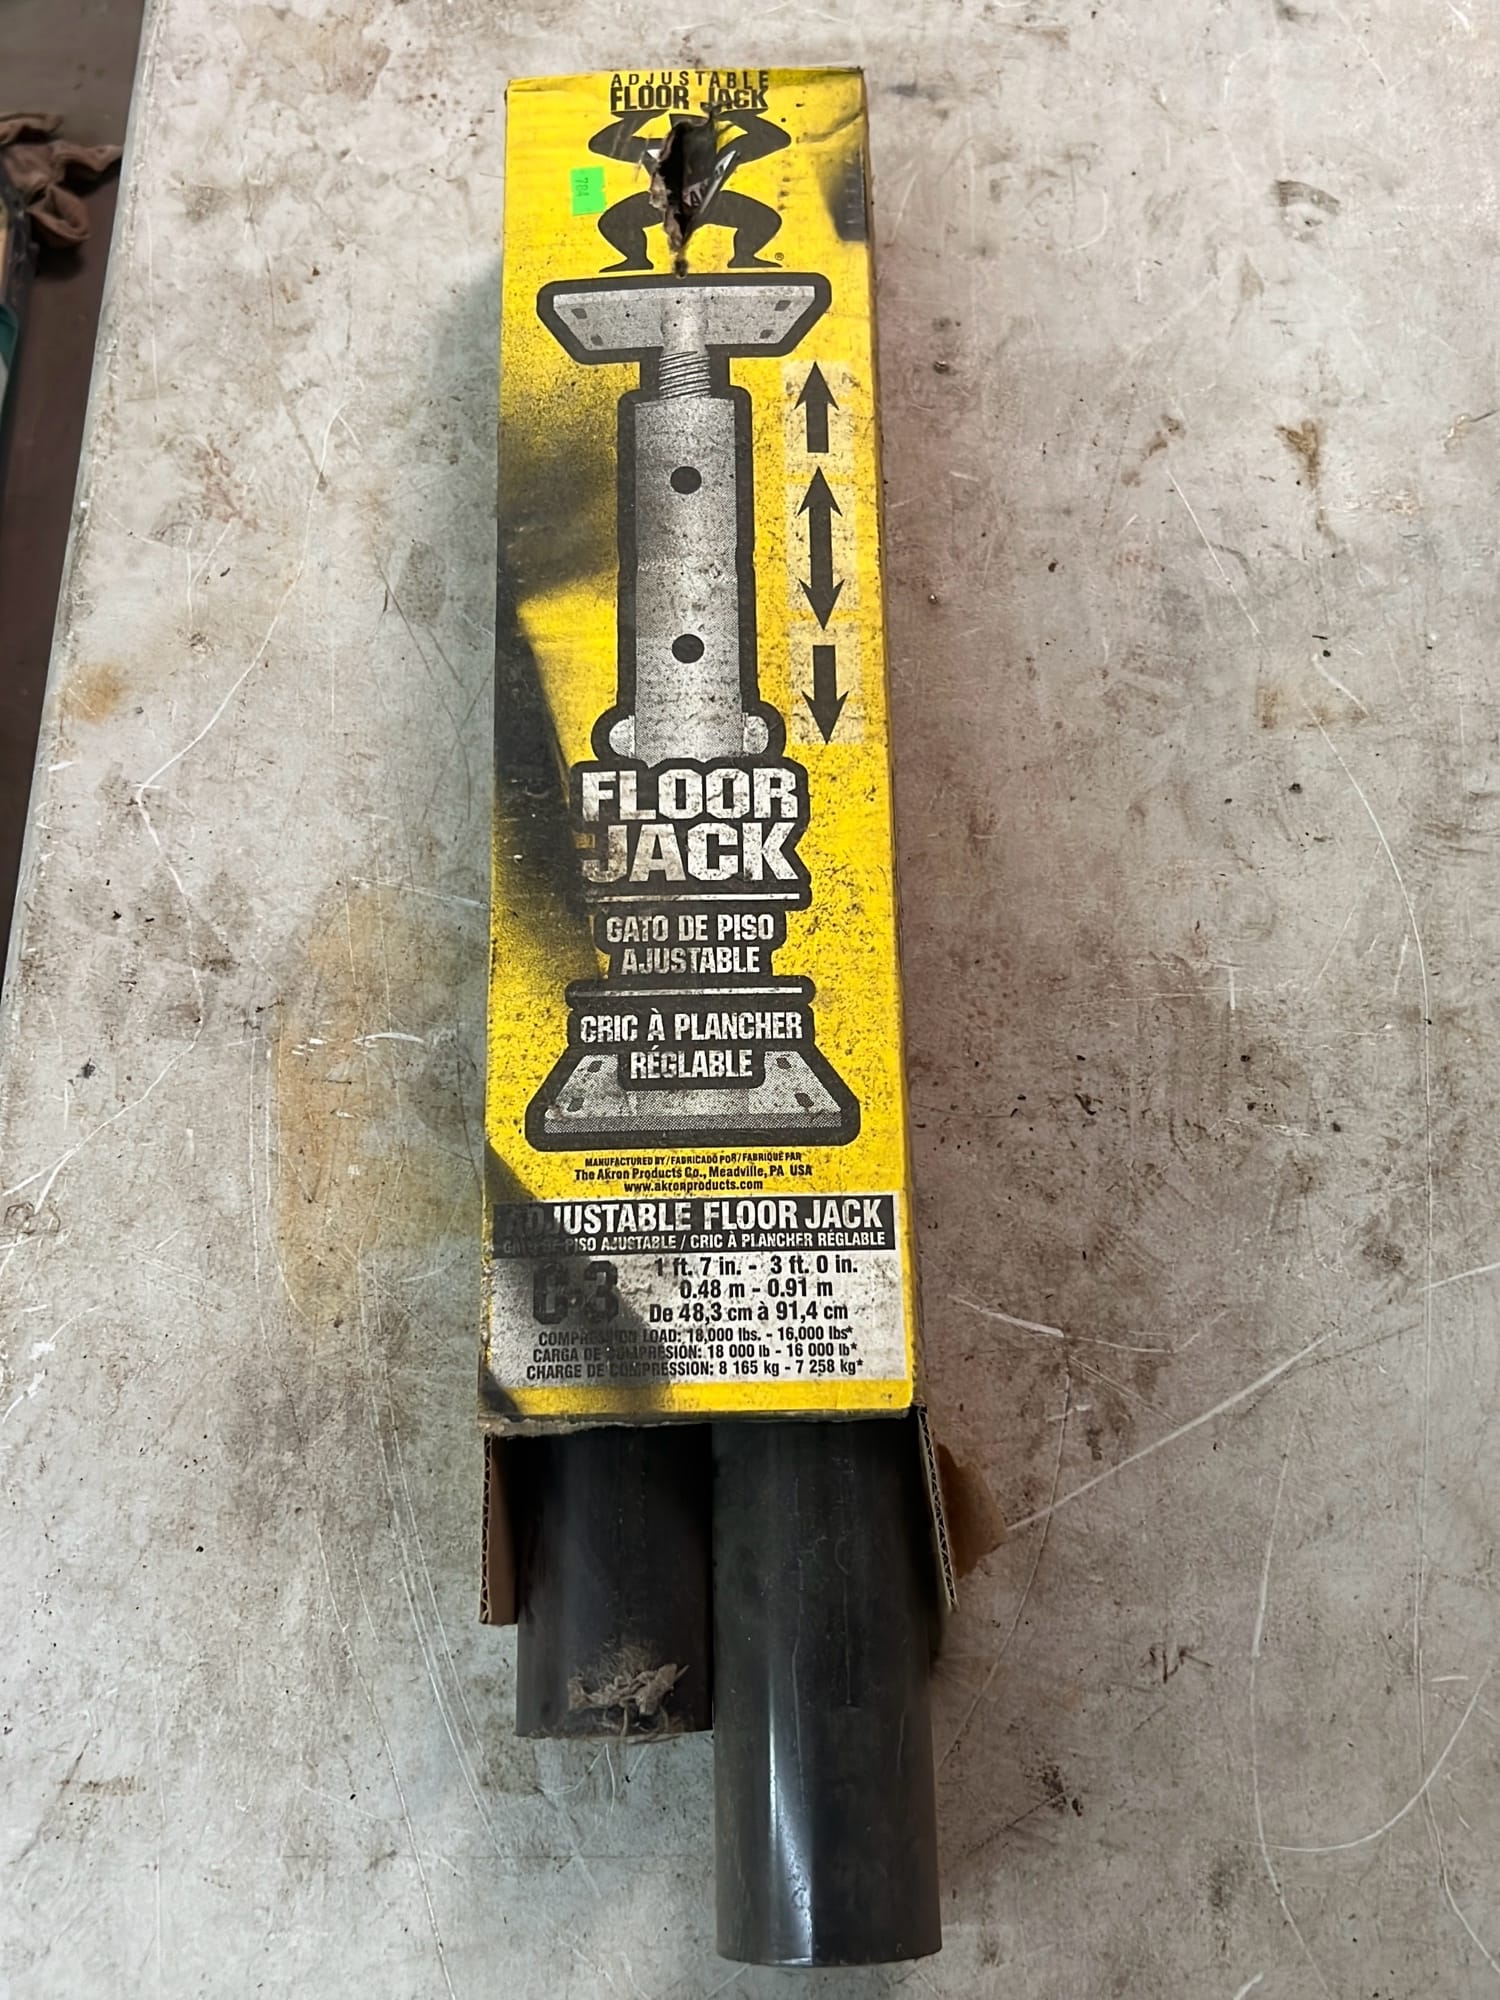 ADJUSTABLE
FLOOR JACK
784
®
FLOOR
JACK
GATO DE PISO
AJUSTABLE
CRIC À PLANCHER
RÉGLABLE
MANUFACTURED BY / FABRICADO POR / FABRIQUÉ PAR
The Akron Products Co., Meadville, PA USA
www.akronproducts.com
ADJUSTABLE FLOOR JACK
GATO DE PISO AJUSTABLE / CRIC À PLANCHER RÉGLABLE
C-3
1 ft. 7 in. - 3 ft. 0 in.
0.48 m - 0.91 m
De 48,3 cm à 91,4 cm
COMPRESSION LOAD: 18,000 lbs. - 16,000 lbs*
CARGA DE COMPRESIÓN: 18 000 lb - 16 000 lb*
CHARGE DE COMPRESSION: 8 165 kg - 7 258 kg*